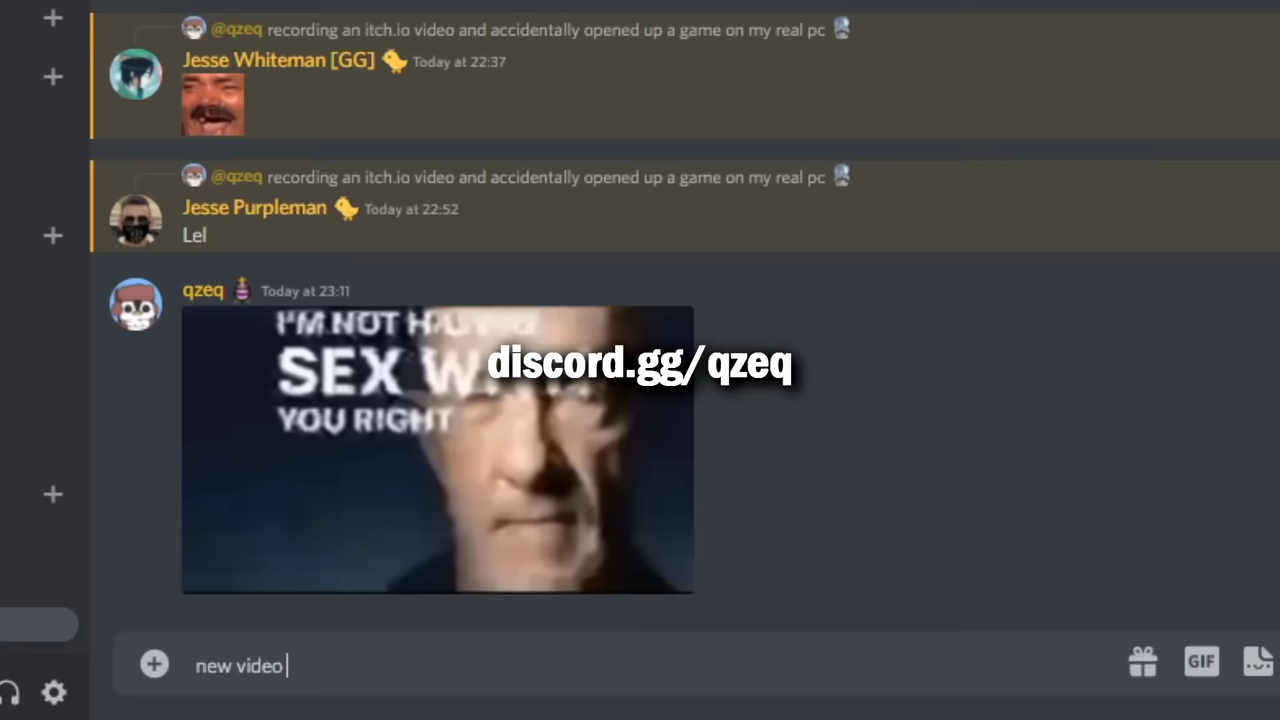 @qzeq recording an itch.io video and accidentally opened up a game on my real pc
Jesse Whiteman [GG] Today at 22:37
@qzeq recording an itch.io video and accidentally opened up a game on my real pc
Jesse Purpleman Today at 22:52
Lel
qzeq Today at 23:11
I'M NOT
SEX
YOU RIGHT
discord.gg/qzeq
new video
GIF